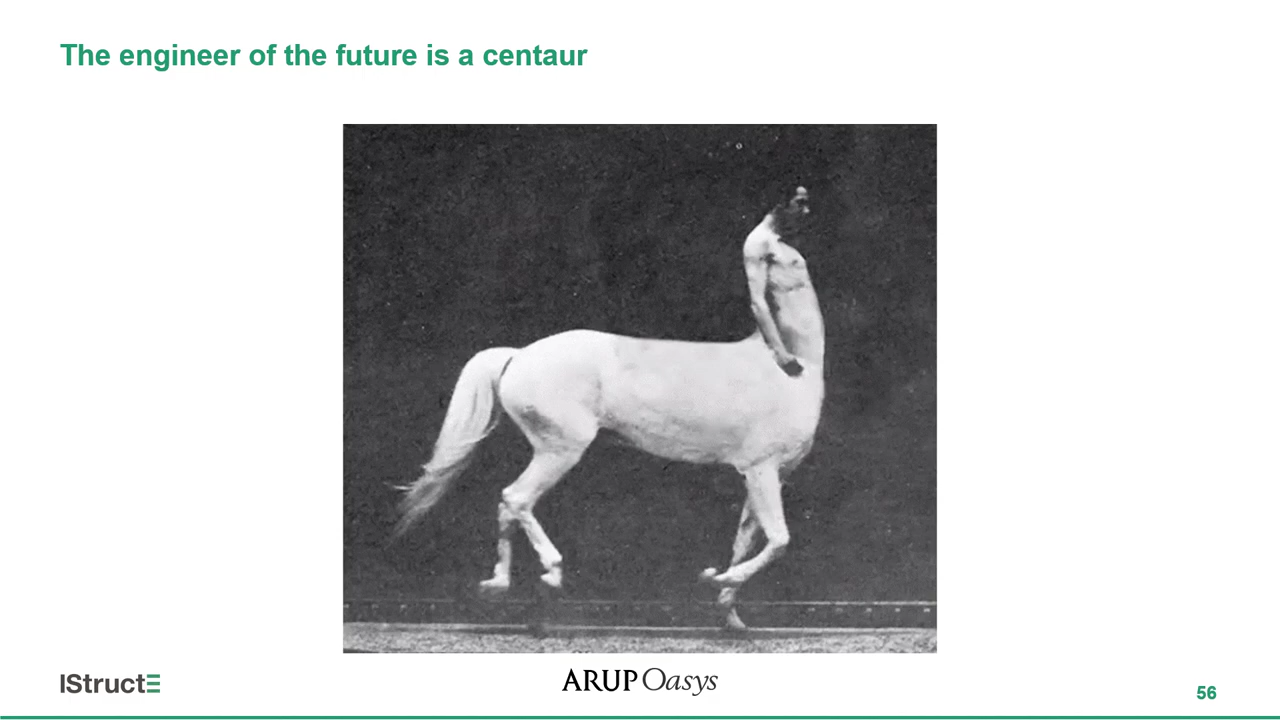 The engineer of the future is a centaur
IStructE
ARUP Oasys
56